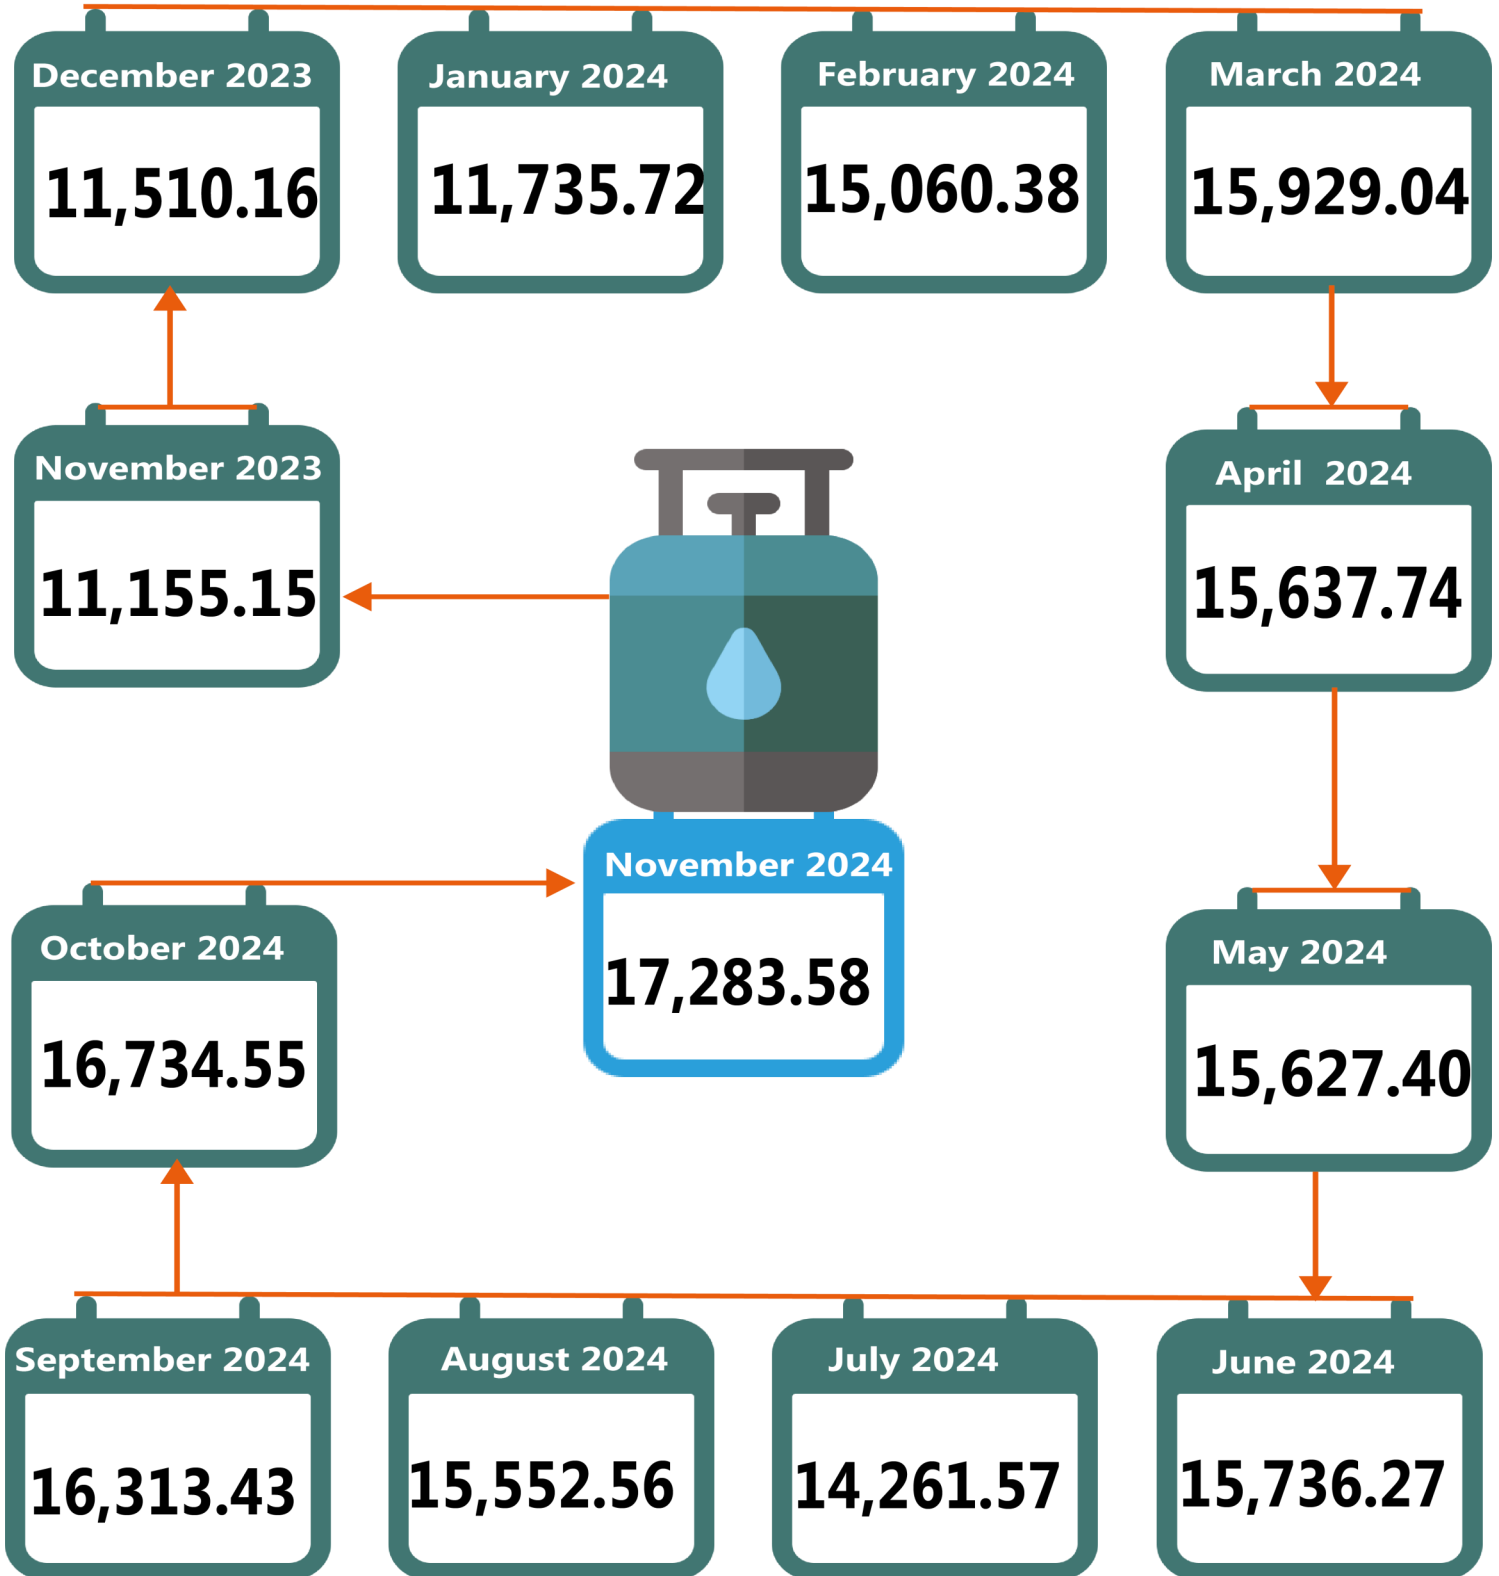 December 2023
11,510.16
January 2024
11,735.72
February 2024
15,060.38
March 2024
15,929.04
November 2023
11,155.15
April 2024
15,637.74
November 2024
17,283.58
October 2024
16,734.55
May 2024
15,627.40
September 2024
16,313.43
August 2024
15,552.56
July 2024
14,261.57
June 2024
15,736.27